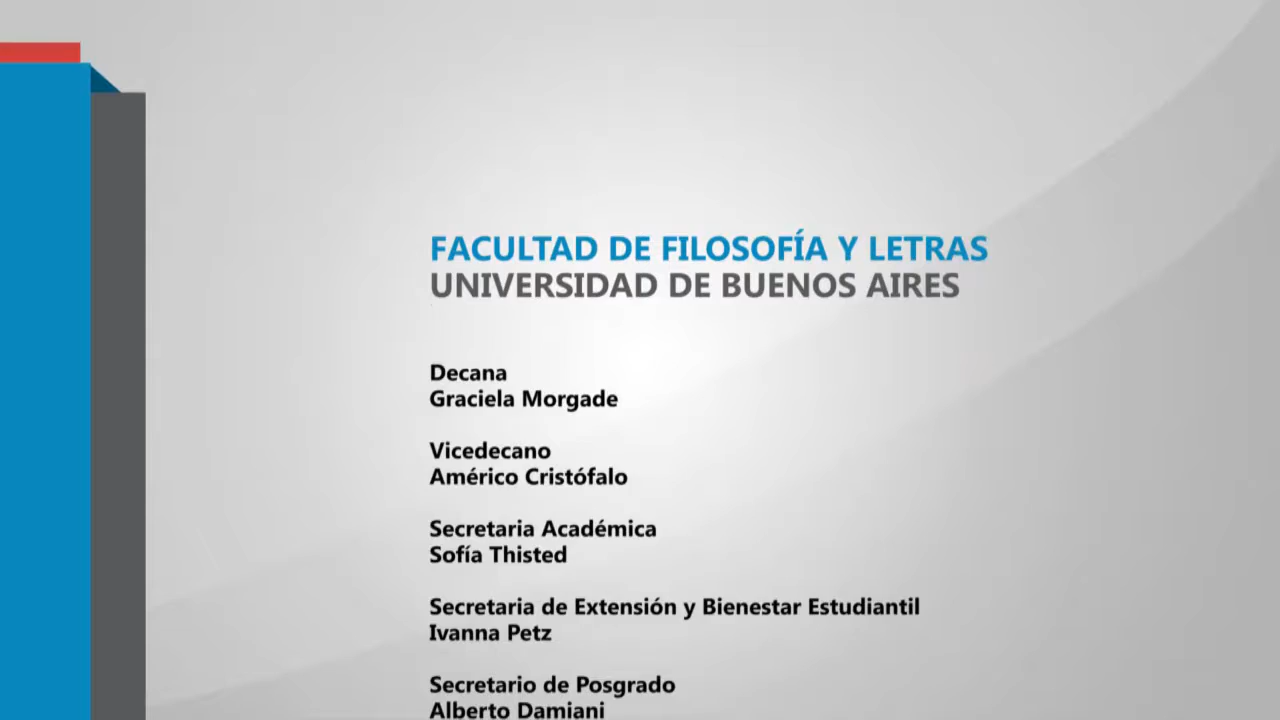 FACULTAD DE FILOSOFÍA Y LETRAS
UNIVERSIDAD DE BUENOS AIRES
Decana
Graciela Morgade
Vicedecano
Américo Cristófalo
Secretaria Académica
Sofía Thisted
Secretaria de Extensión y Bienestar Estudiantil
Ivanna Petz
Secretario de Posgrado
Alberto Damiani